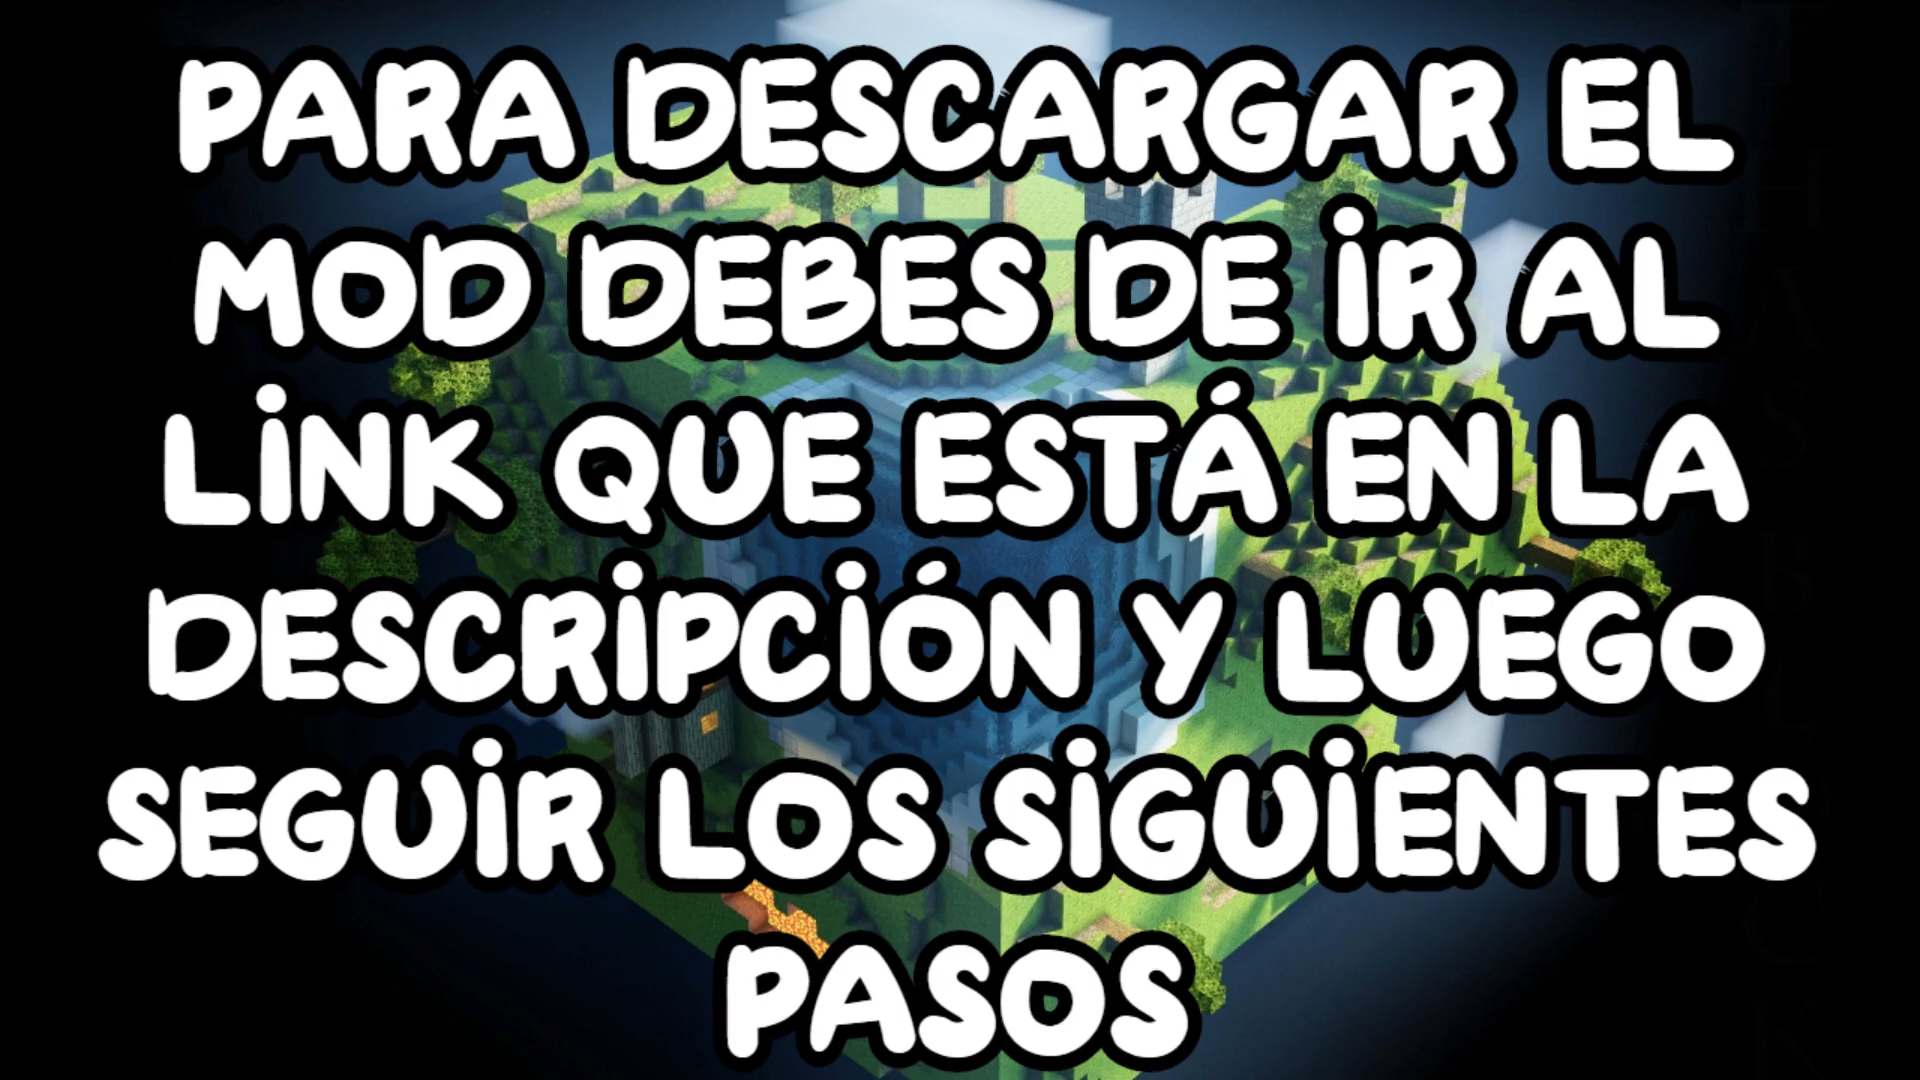 PARA DESCARGAR EL
MOD DEBES DE IR AL
LINK QUE ESTÁ EN LA
DESCRIPCIÓN Y LUEGO
SEGUIR LOS SIGUIENTES
PASOS